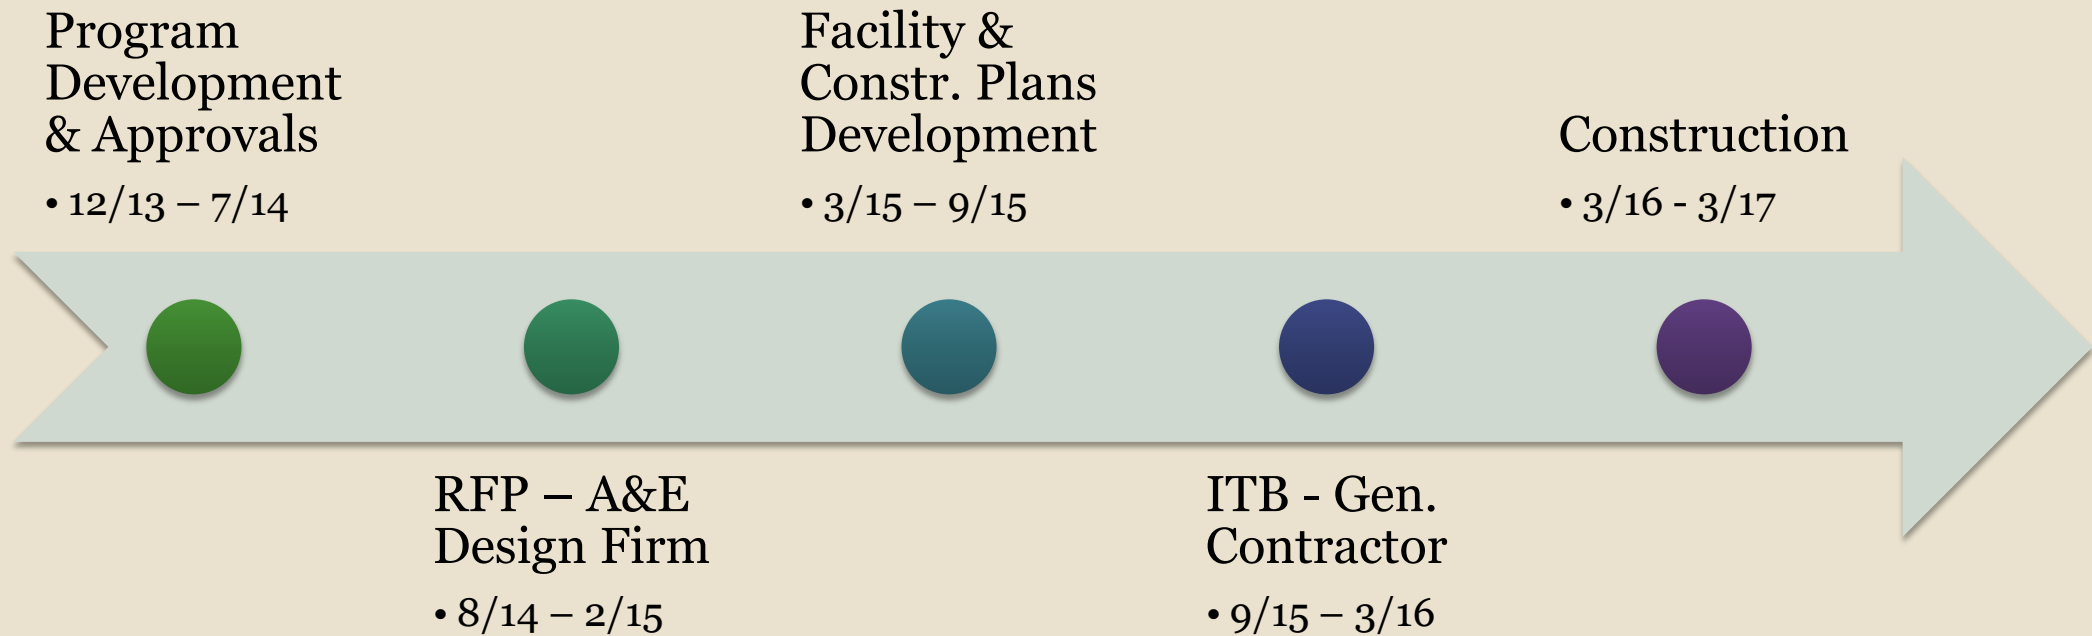 Program
Development
& Approvals
• 12/13 – 7/14
RFP – A&E
Design Firm
• 8/14 – 2/15
Facility &
Constr. Plans
Development
• 3/15 – 9/15
ITB - Gen.
Contractor
• 9/15 – 3/16
Construction
• 3/16 - 3/17